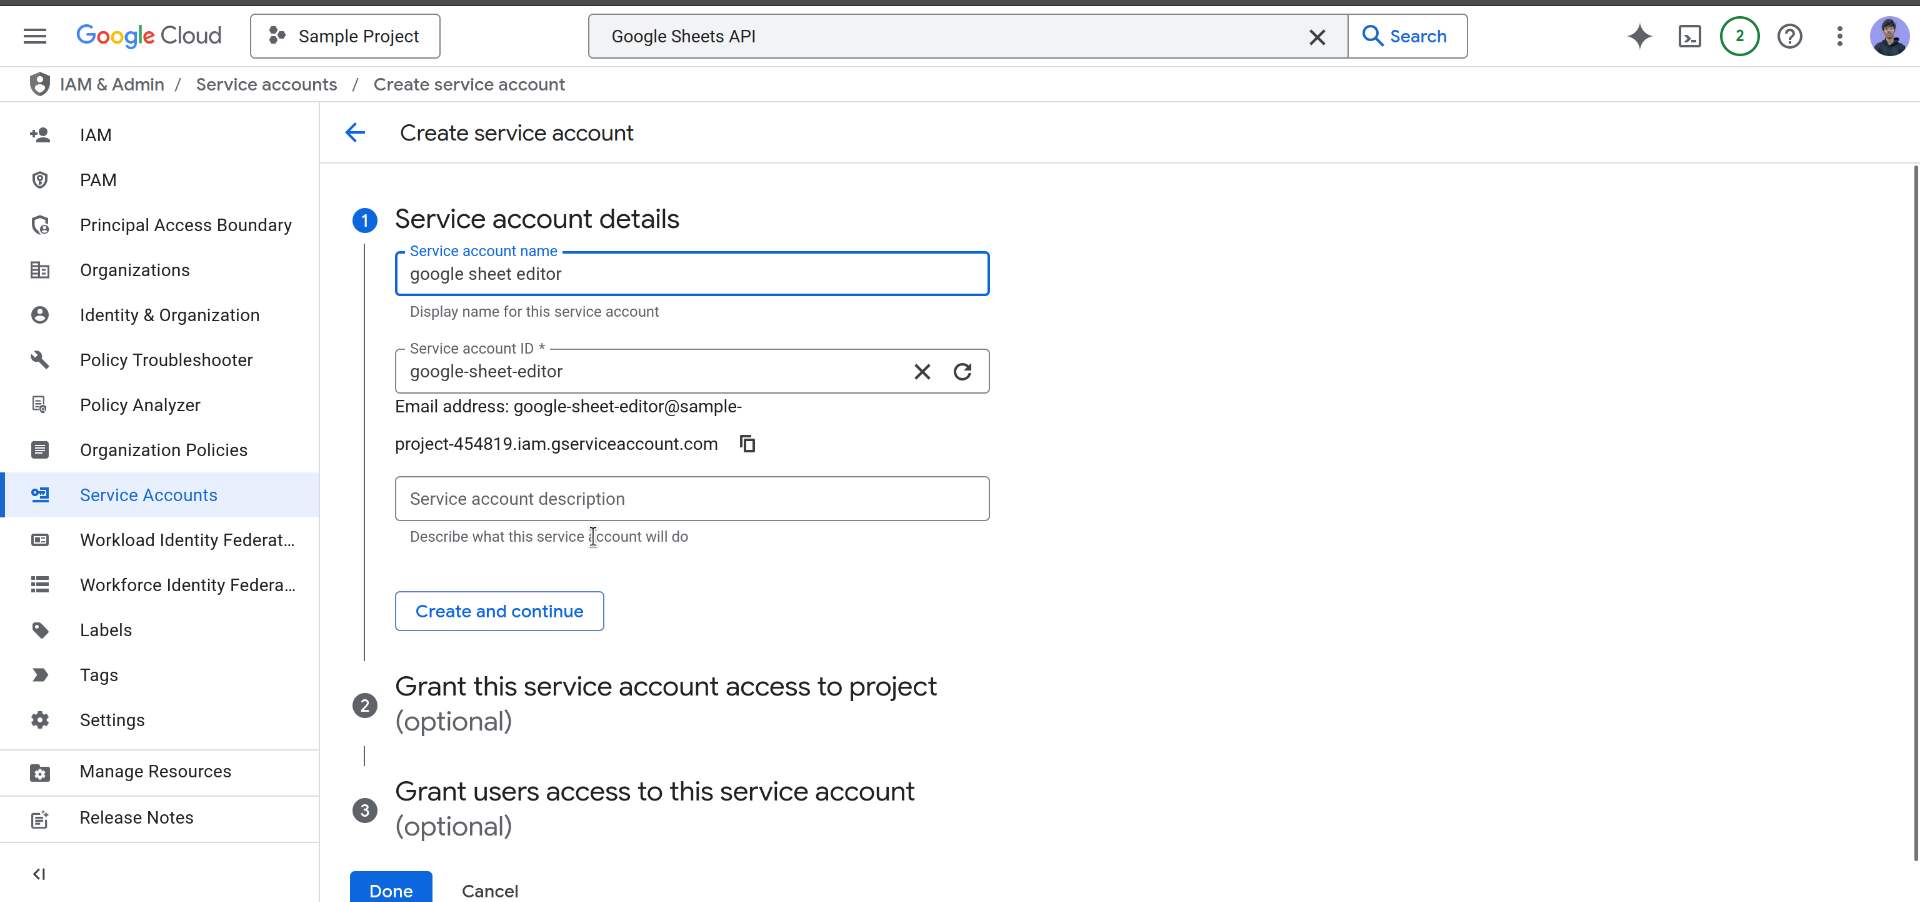 Google Cloud
Sample Project
Google Sheets API
Search
2
IAM & Admin / Service accounts / Create service account
IAM
PAM
Principal Access Boundary
Organizations
Identity & Organization
Policy Troubleshooter
Policy Analyzer
Organization Policies
Service Accounts
Workload Identity Federat...
Workforce Identity Federa...
Labels
Tags
Settings
Manage Resources
Release Notes
Create service account
1 Service account details
Service account name
google sheet editor
Display name for this service account
Service account ID *
google-sheet-editor
Email address: google-sheet-editor@sample-
project-454819.iam.gserviceaccount.com
Service account description
Describe what this service account will do
Create and continue
2 Grant this service account access to project
(optional)
3 Grant users access to this service account
(optional)
Done Cancel